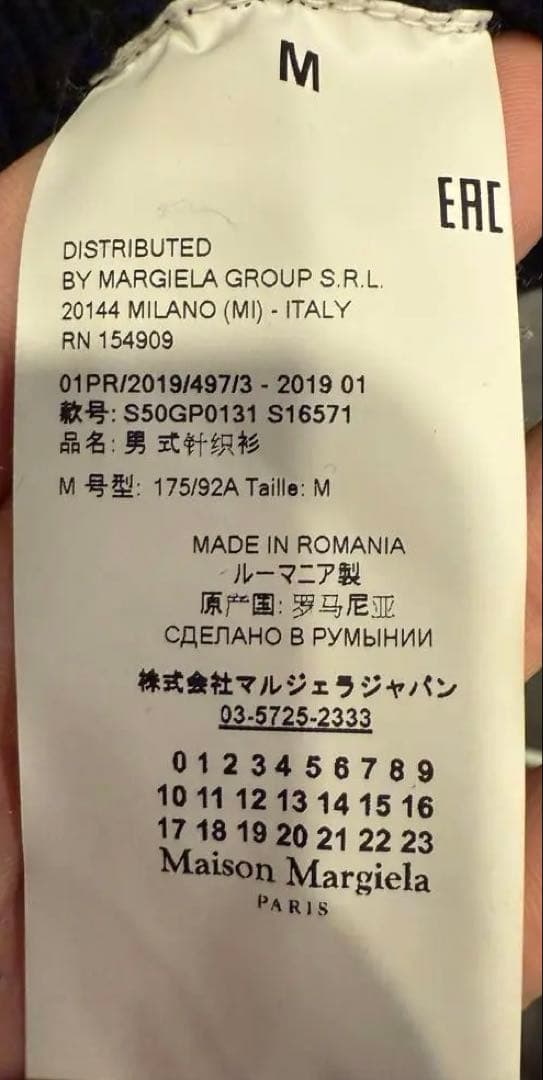 M
EAC
DISTRIBUTED
BY MARGIELA GROUP S.R.L.
20144 MILANO (MI) - ITALY
RN 154909
01PR/2019/497/3 - 2019 01
款号: S50GP0131 S16571
品名: 男 式针织衫
M 号型: 175/92A Taille: M
MADE IN ROMANIA
ルーマニア製
原产国: 罗马尼亚
СДЕЛАНО В РУМЫНИИ
株式会社マルジェラジャパン
03-5725-2333
0 1 2 3 4 5 6 7 8 9
10 11 12 13 14 15 16
17 18 19 20 21 22 23
Maison Margiela
PARIS